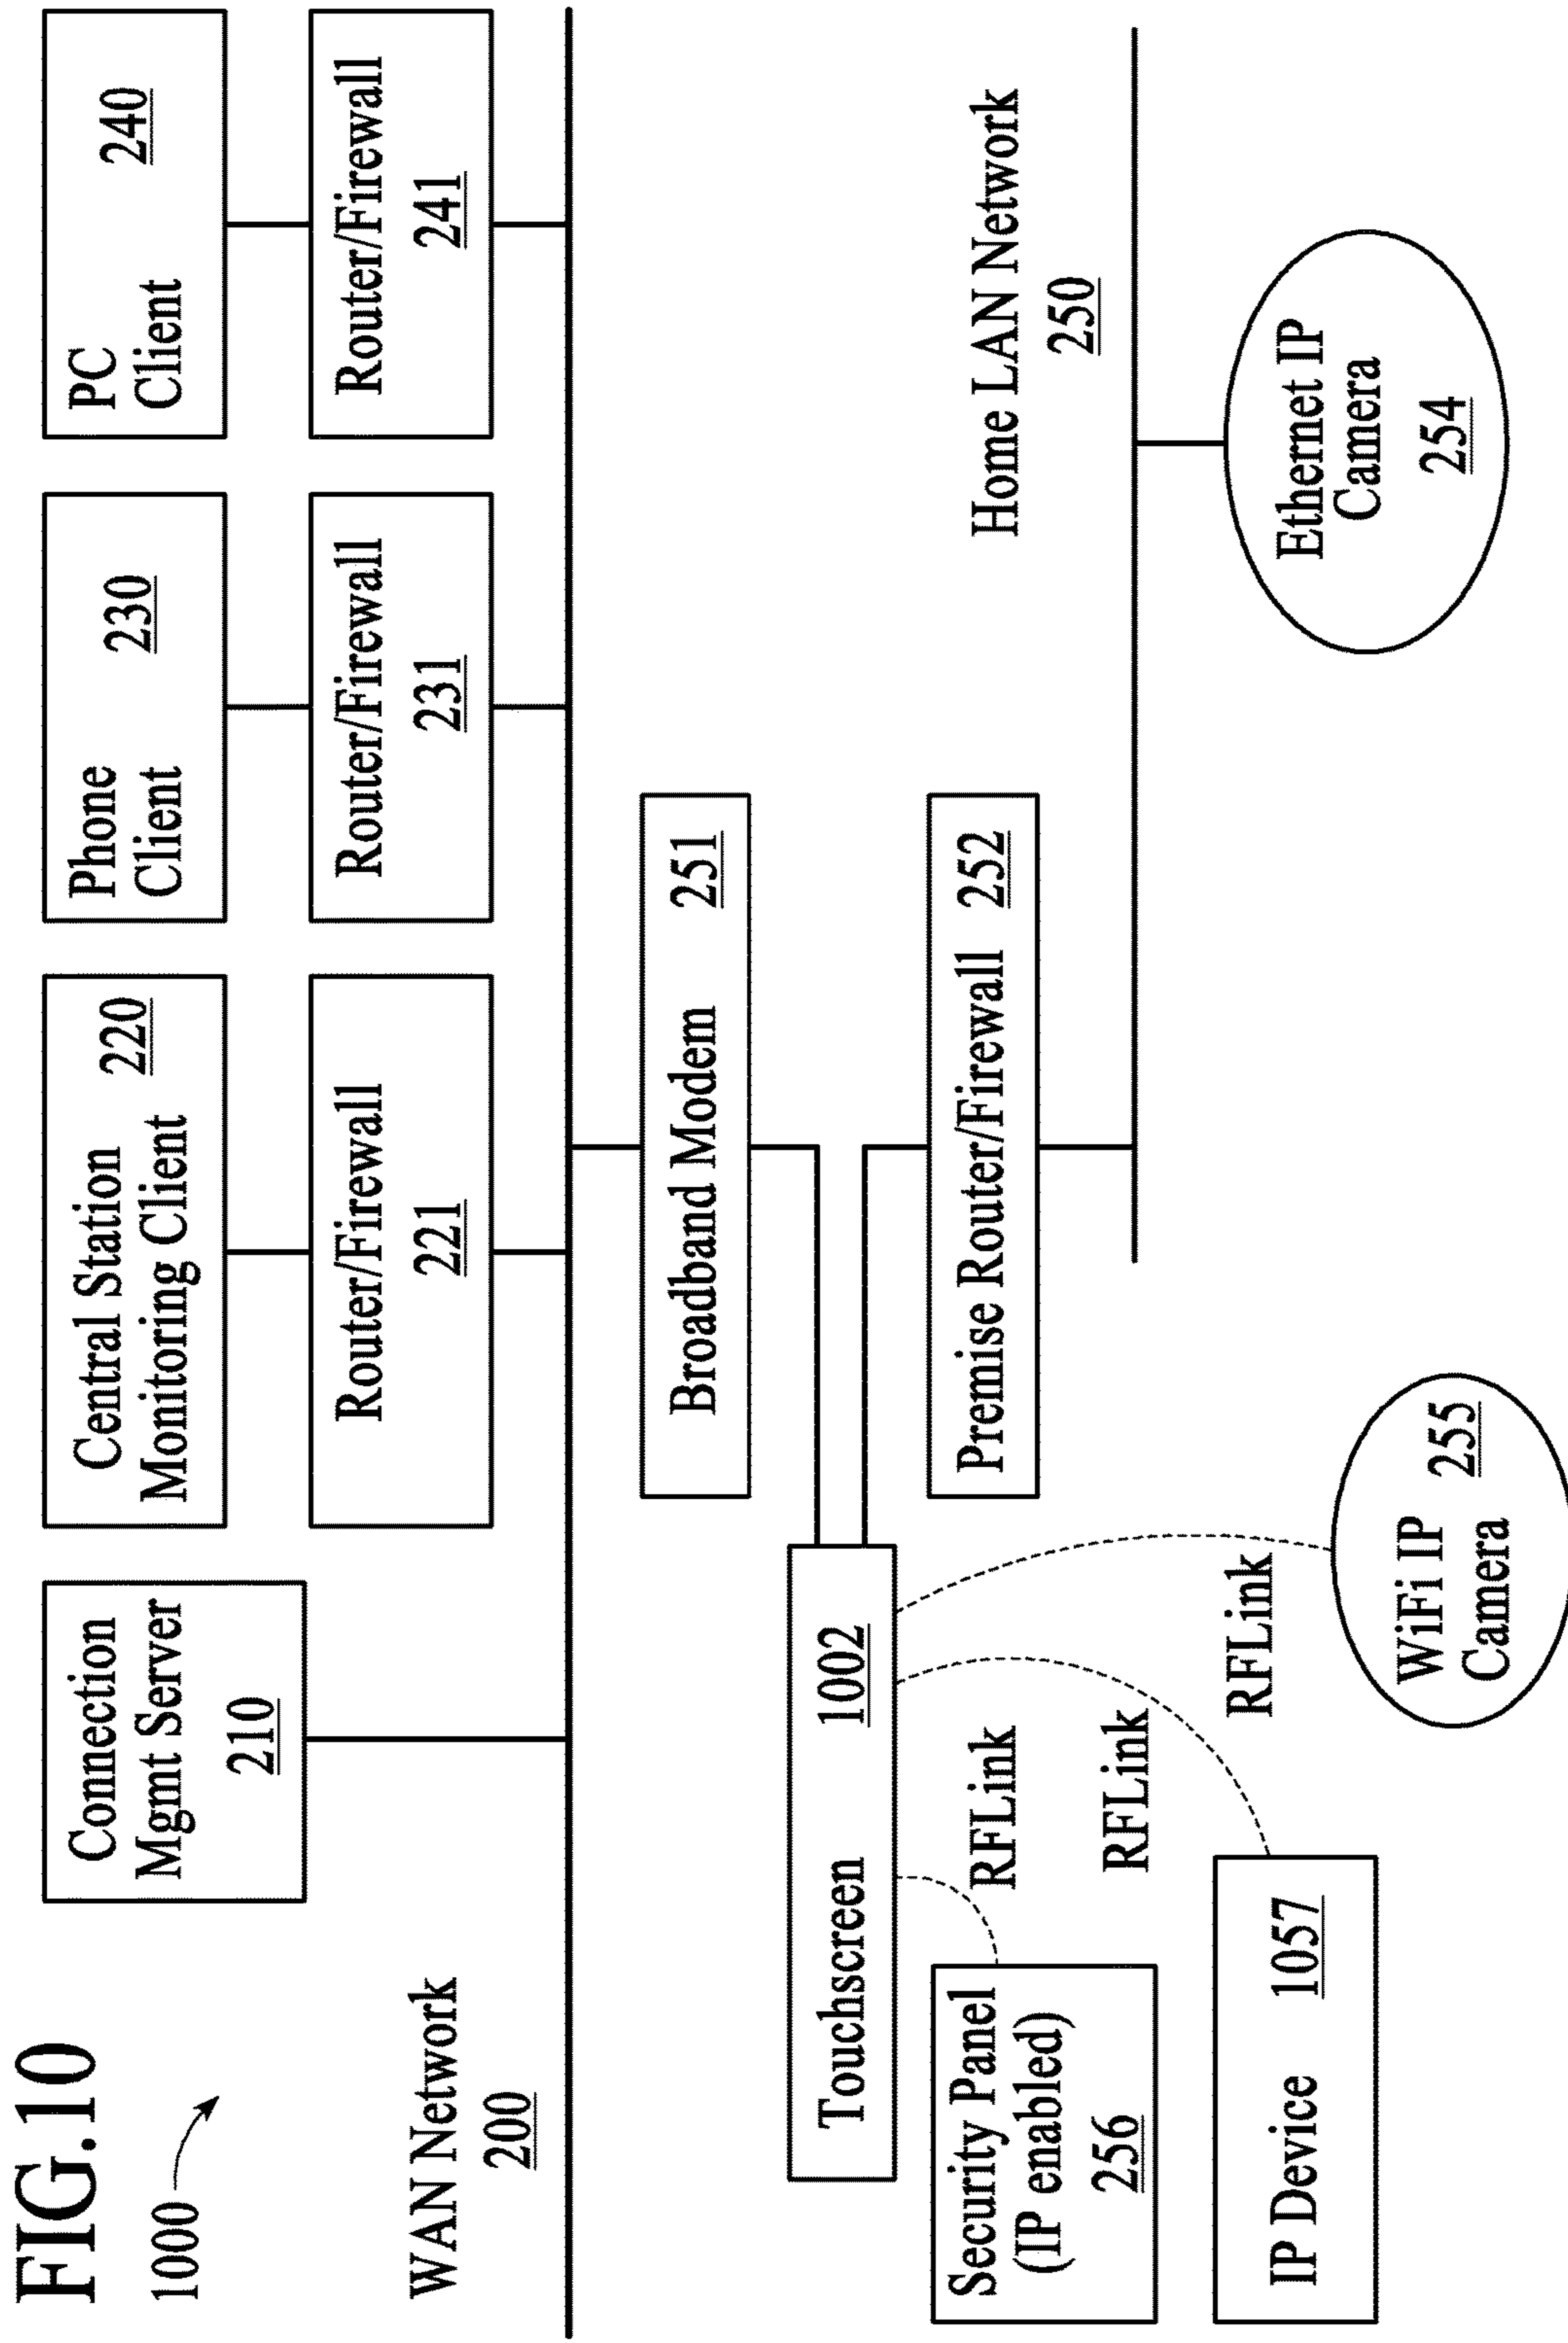 FIG.10
1000
Connection
Mgmt Server
210
Central Station
Monitoring Client
220
Phone
Client
230
PC
Client
240
Router/Firewall
221
Router/Firewall
231
Router/Firewall
241
WAN Network
200
Broadband Modem 251
Touchscreen 1002
Premise Router/Firewall 252
Home LAN Network
250
RFLink
RFLink
RFLink
Security Panel
(IP enabled)
256
IP Device 1057
WiFi IP
Camera
255
Ethernet IP
Camera
254